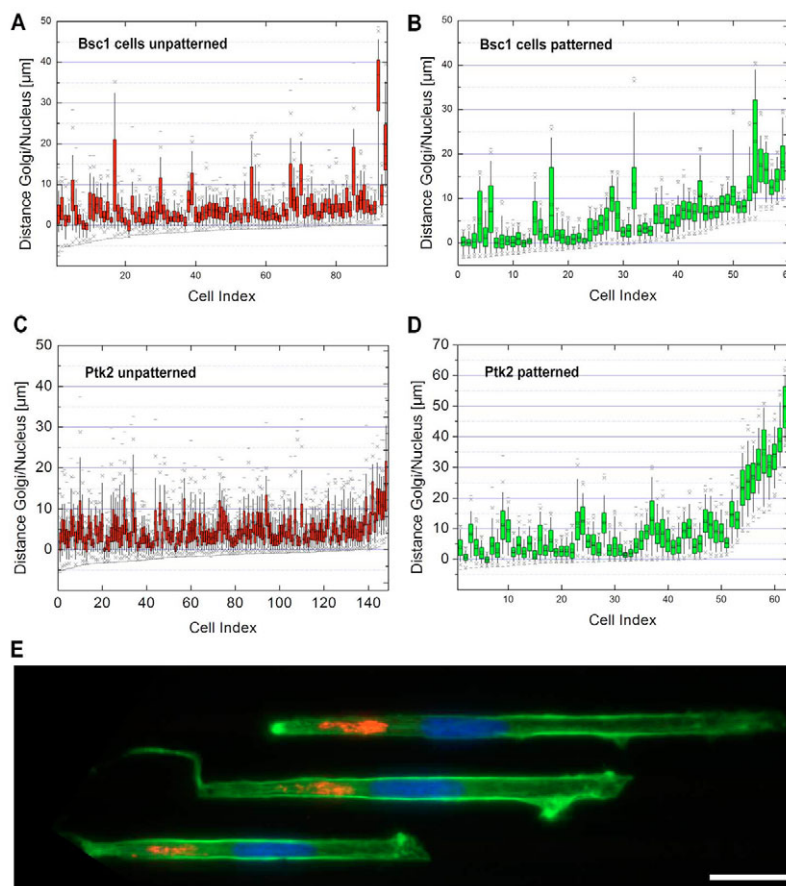 A
Bsc1 cells unpatterned
Distance Golgi/Nucleus [µm]
50
40
30
20
10
0
20 40 60 80
Cell Index
B
Bsc1 cells patterned
Distance Golgi/Nucleus [µm]
50
40
30
20
10
0
0 10 20 30 40 50 60
Cell Index
C
Ptk2 unpatterned
Distance Golgi/Nucleus [µm]
50
40
30
20
10
0
0 20 40 60 80 100 120 140
Cell Index
D
Ptk2 patterned
Distance Golgi/Nucleus [µm]
70
60
50
40
30
20
10
0
10 20 30 40 50 60
Cell Index
E